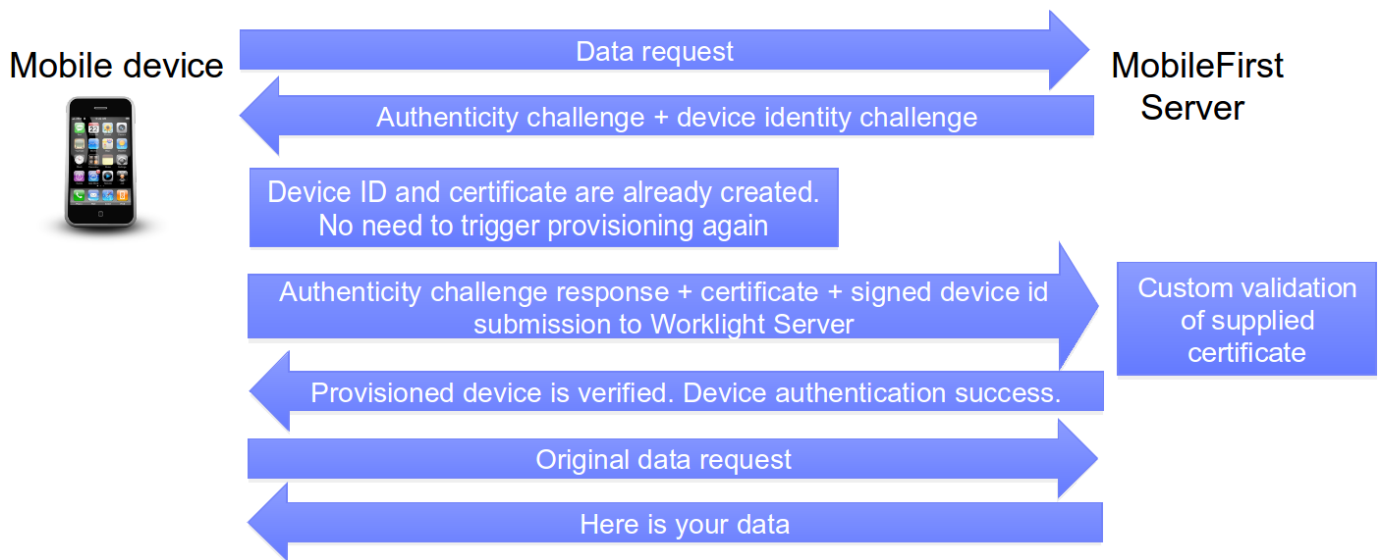 Data request
Mobile device
MobileFirst
Server
Authenticity challenge + device identity challenge
Device ID and certificate are already created.
No need to trigger provisioning again
Authenticity challenge response + certificate + signed device id
submission to Worklight Server
Custom validation
of supplied
certificate
Provisioned device is verified. Device authentication success.
Original data request
Here is your data